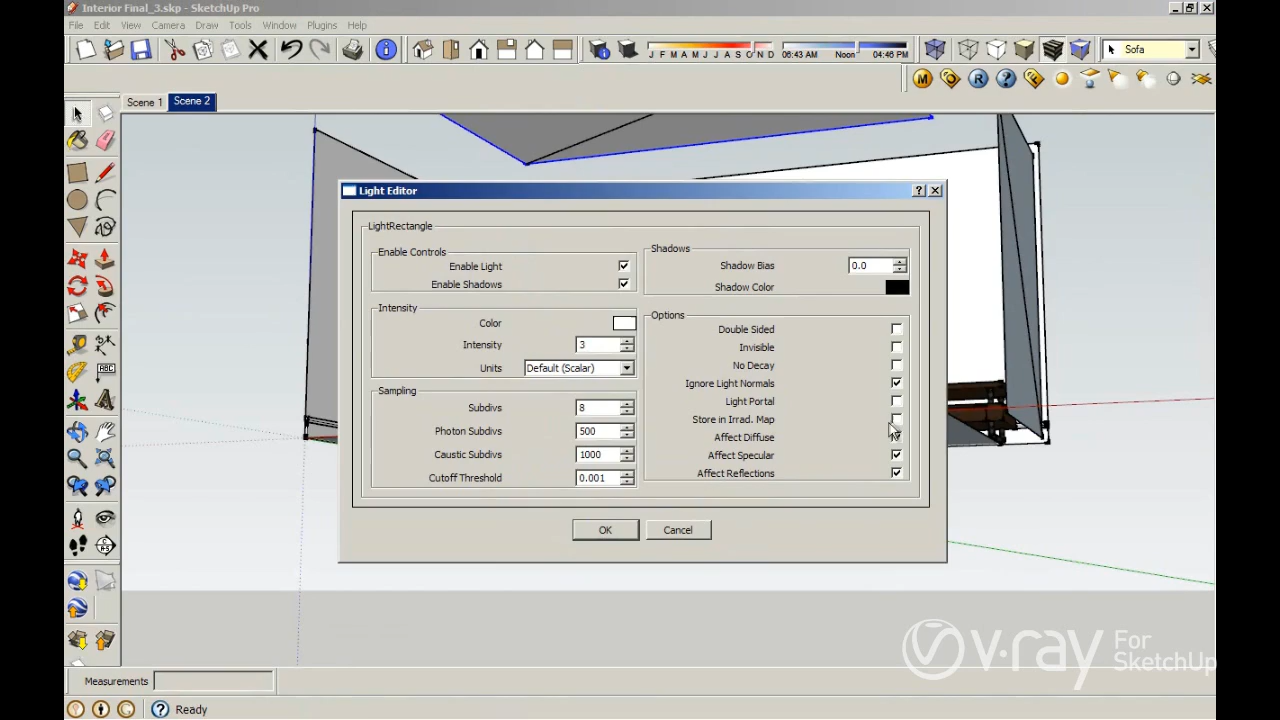 Interior Final_3.skp - SketchUp Pro
File Edit View Camera Draw Tools Window Plugins Help
J F M A M J J A S O N D 06:43 AM Noon 04:46 PM Sofa
M R ?
Scene 1 Scene 2
ABC
Light Editor
LightRectangle
Enable Controls
Enable Light
Enable Shadows
Intensity
Color
Intensity 3
Units Default (Scalar)
Sampling
Subdivs 8
Photon Subdivs 500
Caustic Subdivs 1000
Cutoff Threshold 0.001
Shadows
Shadow Bias 0.0
Shadow Color
Options
Double Sided
Invisible
No Decay
Ignore Light Normals
Light Portal
Store in Irrad. Map
Affect Diffuse
Affect Specular
Affect Reflections
OK Cancel
v·ray For SketchUp
Measurements
Ready